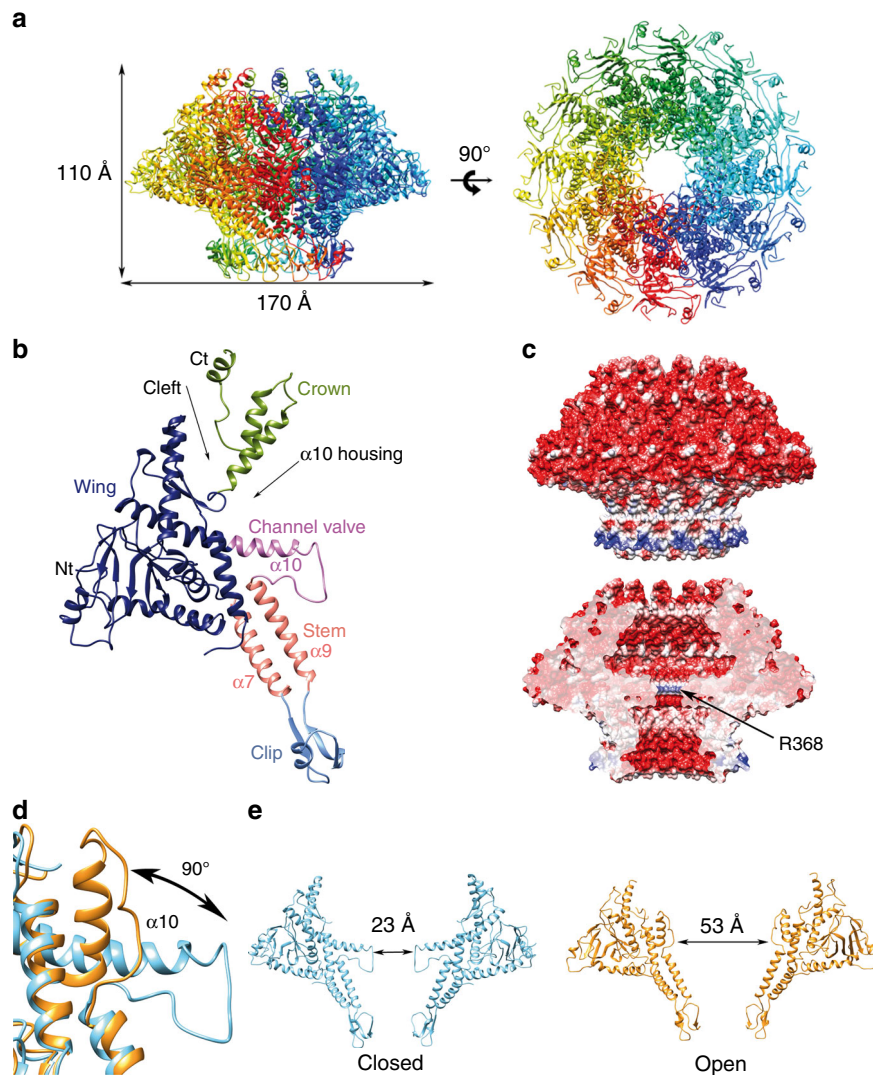 a
110 Å
170 Å
90°
b
Ct
Cleft
Crown
α10 housing
Wing
Channel valve
α10
Nt
Stem
α9
α7
Clip
c
R368
d
90°
α10
e
23 Å
53 Å
Closed
Open